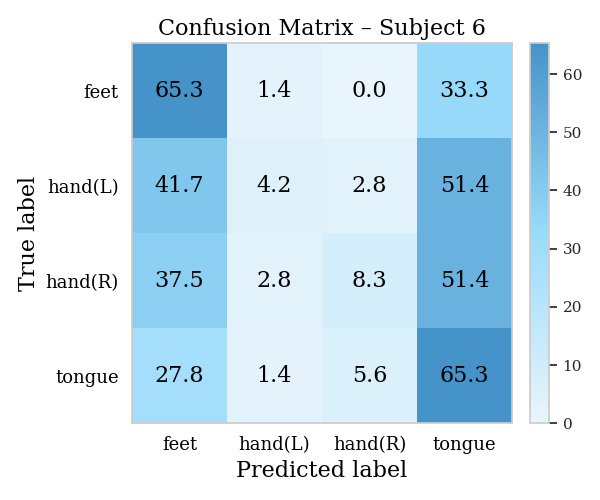 Confusion Matrix – Subject 6
True label
feet 65.3 1.4 0.0 33.3
hand(L) 41.7 4.2 2.8 51.4
hand(R) 37.5 2.8 8.3 51.4
tongue 27.8 1.4 5.6 65.3
feet hand(L) hand(R) tongue
Predicted label
60
50
40
30
20
10
0